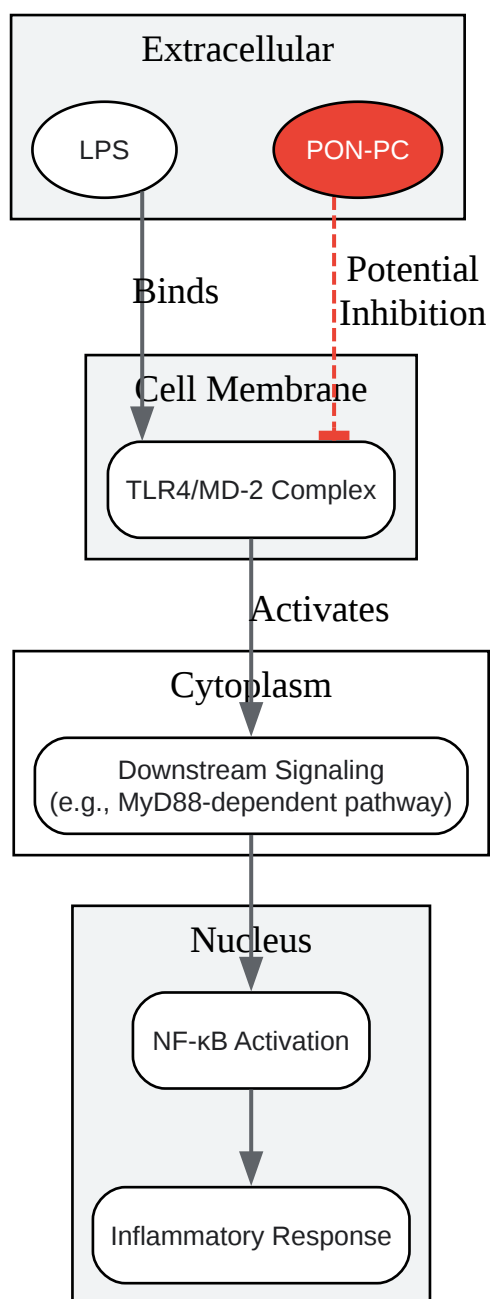 Extracellular
LPS
PON-PC
Binds
Potential
Inhibition
Cell Membrane
TLR4/MD-2 Complex
Activates
Cytoplasm
Downstream Signaling
(e.g., MyD88-dependent pathway)
Nucleus
NF-κB Activation
Inflammatory Response